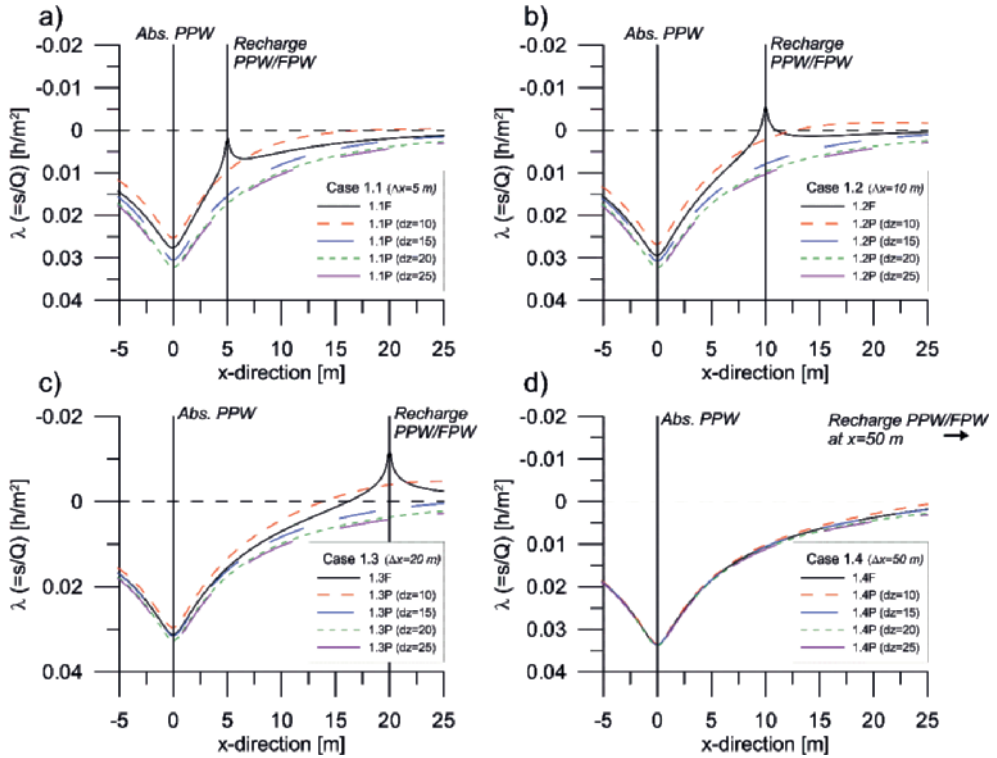 a)
Abs. PPW
Recharge
PPW/FPW
-0.02
-0.01
0
0.01
0.02
0.03
0.04
λ (=s/Q) [h/m²]
Case 1.1 (Δx=5 m)
1.1F
1.1P (dz=10)
1.1P (dz=15)
1.1P (dz=20)
1.1P (dz=25)
-5 0 5 10 15 20 25
x-direction [m]
b)
Abs. PPW
Recharge
PPW/FPW
-0.02
-0.01
0
0.01
0.02
0.03
0.04
λ (=s/Q) [h/m²]
Case 1.2 (Δx=10 m)
1.2F
1.2P (dz=10)
1.2P (dz=15)
1.2P (dz=20)
1.2P (dz=25)
-5 0 5 10 15 20 25
x-direction [m]
c)
Abs. PPW
Recharge
PPW/FPW
-0.02
-0.01
0
0.01
0.02
0.03
0.04
λ (=s/Q) [h/m²]
Case 1.3 (Δx=20 m)
1.3F
1.3P (dz=10)
1.3P (dz=15)
1.3P (dz=20)
1.3P (dz=25)
-5 0 5 10 15 20 25
x-direction [m]
d)
Abs. PPW
Recharge PPW/FPW
at x=50 m →
-0.02
-0.01
0
0.01
0.02
0.03
0.04
λ (=s/Q) [h/m²]
Case 1.4 (Δx=50 m)
1.4F
1.4P (dz=10)
1.4P (dz=15)
1.4P (dz=20)
1.4P (dz=25)
-5 0 5 10 15 20 25
x-direction [m]